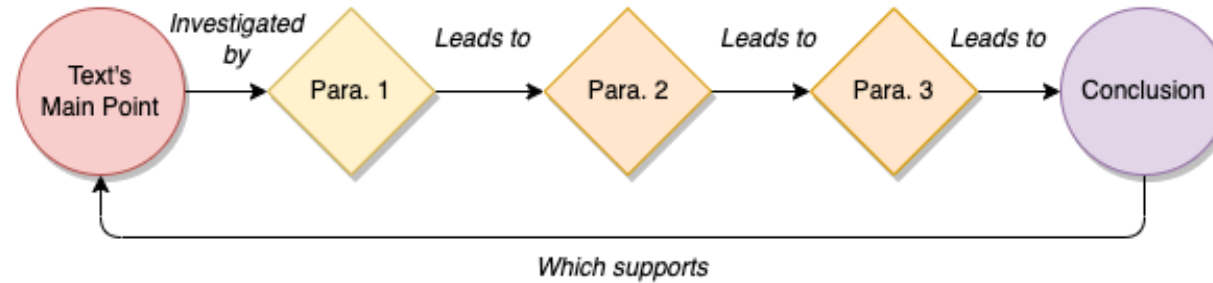 Text's
Main Point
Investigated
by
Para. 1
Leads to
Para. 2
Leads to
Para. 3
Leads to
Conclusion
Which supports